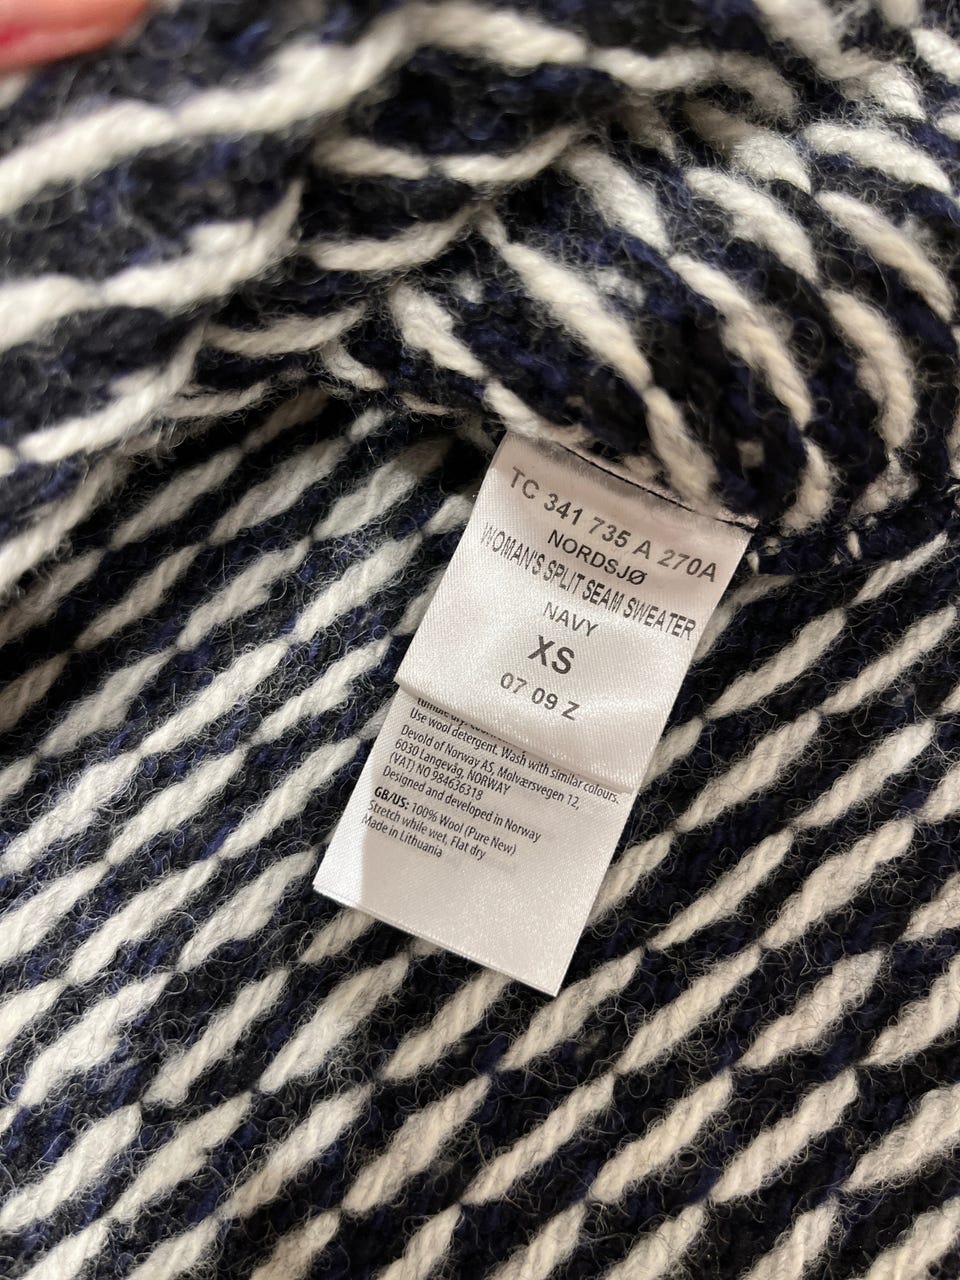 TC 341 735 A 270A
NORDSJØ
WOMAN'S SPLIT SEAM SWEATER
NAVY
XS
07 09 Z
tumble dry.
Use wool detergent. Wash with similar colours.
Devold of Norway AS, Molværsvegen 12,
6030 Langevåg, NORWAY
(VAT) NO 984636318
Designed and developed in Norway
GB/US: 100% Wool (Pure New)
Stretch while wet, Flat dry
Made in Lithuania